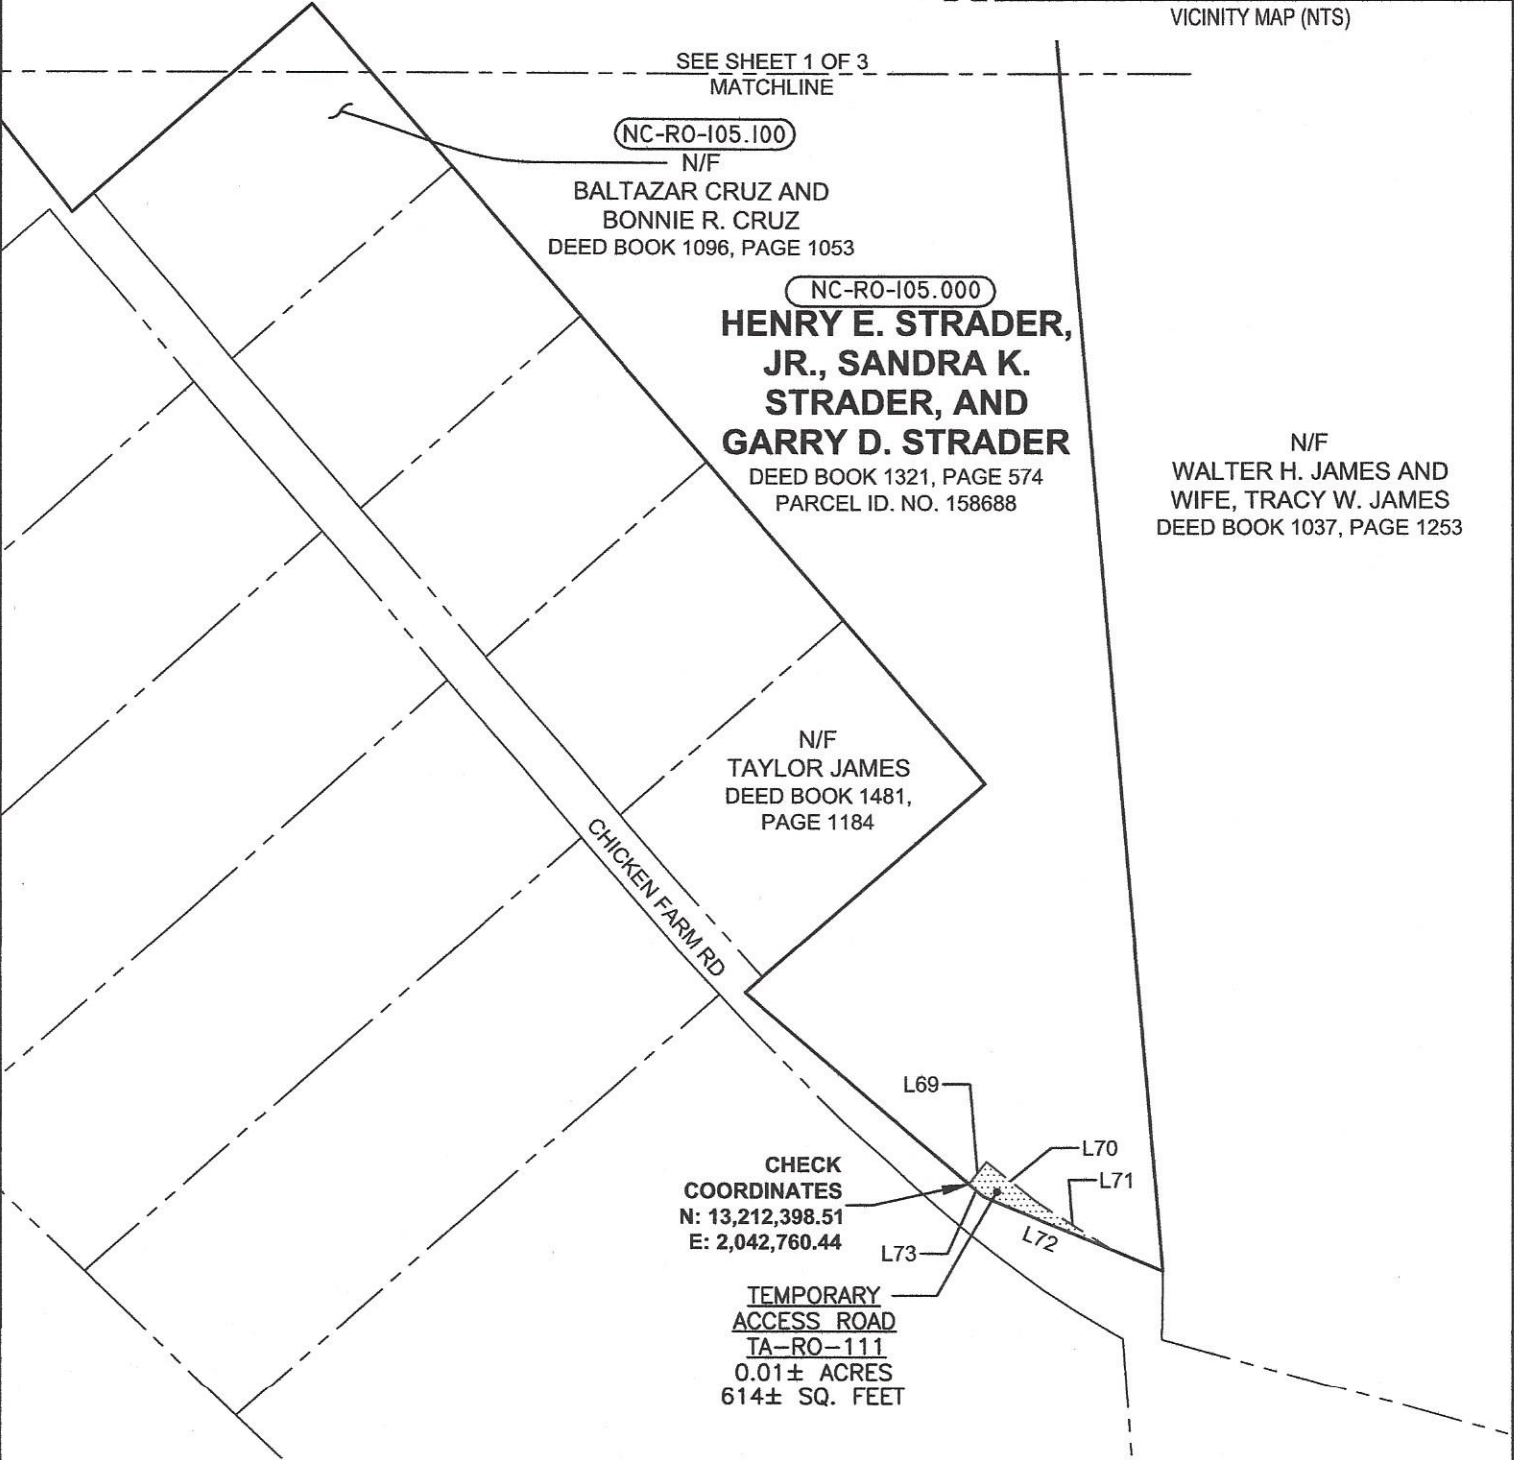 VICINITY MAP (NTS)
SEE SHEET 1 OF 3
MATCHLINE
NC-RO-105.100
N/F
BALTAZAR CRUZ AND
BONNIE R. CRUZ
DEED BOOK 1096, PAGE 1053
NC-RO-105.000
HENRY E. STRADER,
JR., SANDRA K.
STRADER, AND
GARRY D. STRADER
DEED BOOK 1321, PAGE 574
PARCEL ID. NO. 158688
N/F
WALTER H. JAMES AND
WIFE, TRACY W. JAMES
DEED BOOK 1037, PAGE 1253
N/F
TAYLOR JAMES
DEED BOOK 1481,
PAGE 1184
CHICKEN FARM RD
L69
L70
L71
CHECK
COORDINATES
N: 13,212,398.51
E: 2,042,760.44
L72
L73
TEMPORARY
ACCESS ROAD
TA-RO-111
0.01± ACRES
614± SQ. FEET